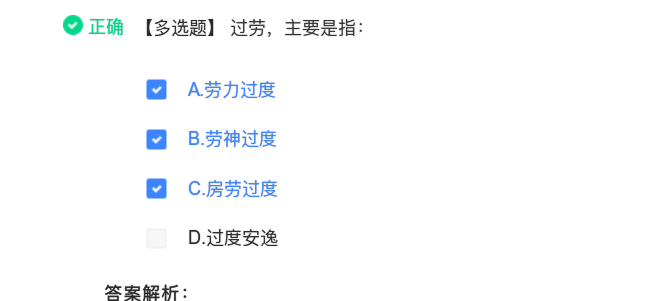 正确 【多选题】 过劳，主要是指：
A.劳力过度
B.劳神过度
C.房劳过度
D.过度安逸
答案解析：